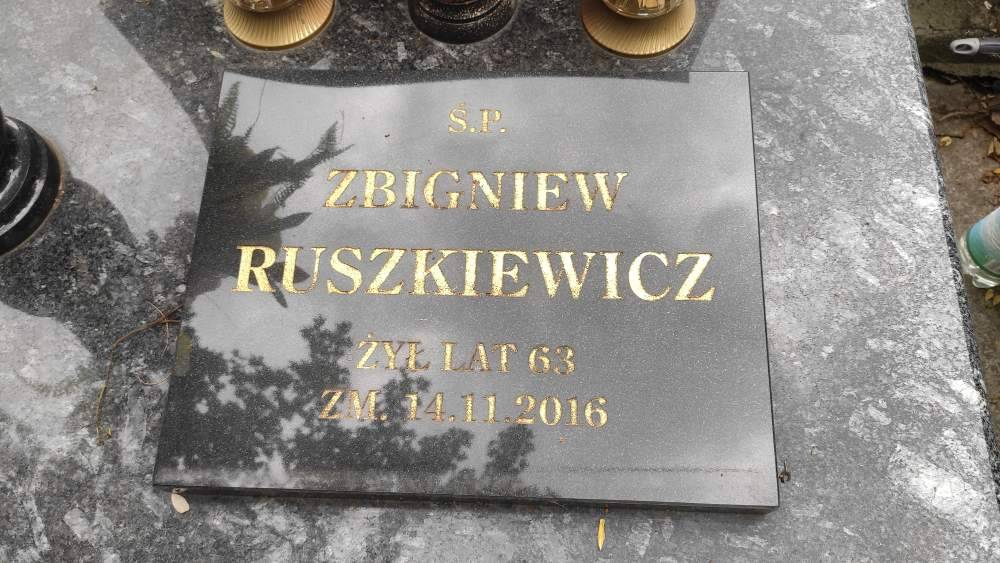 Ś.P.
ZBIGNIEW
RUSZKIEWICZ
ŻYŁ LAT 63
ZM. 14.11.2016